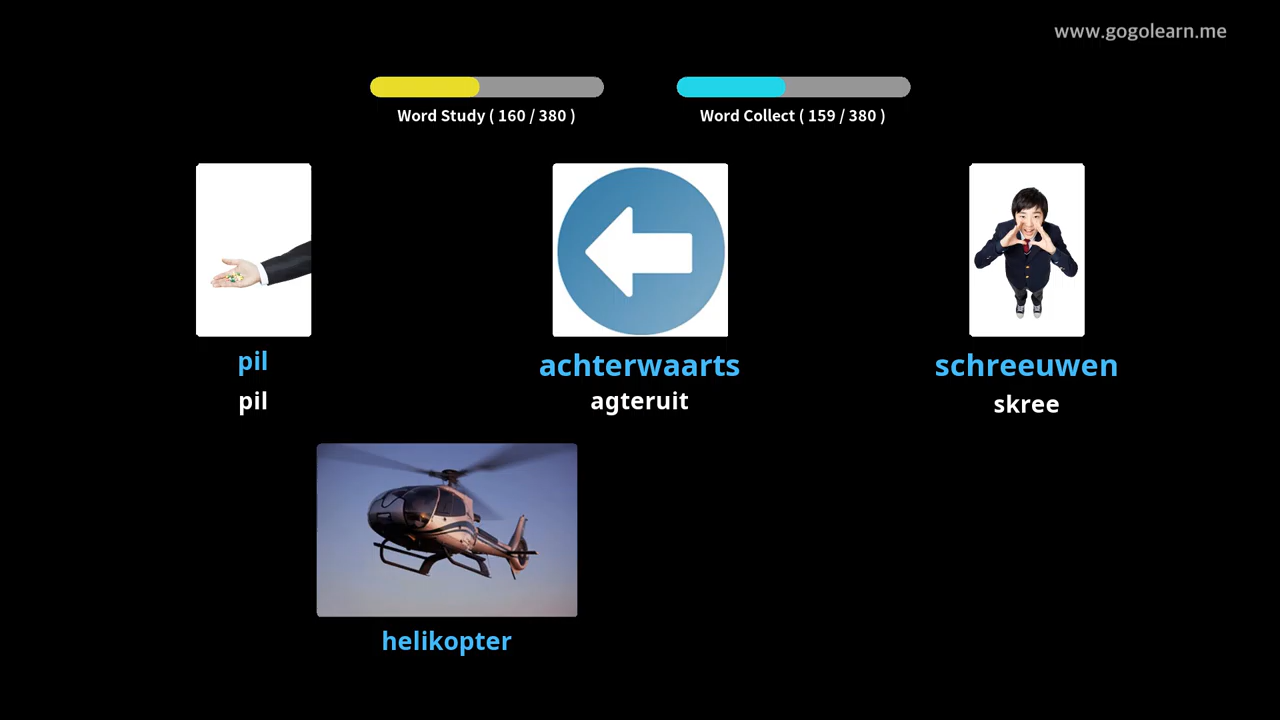 www.gogolearn.me
Word Study ( 160 / 380 )
Word Collect ( 159 / 380 )
pil
achterwaarts
schreeuwen
pil
agteruit
skree
helikopter